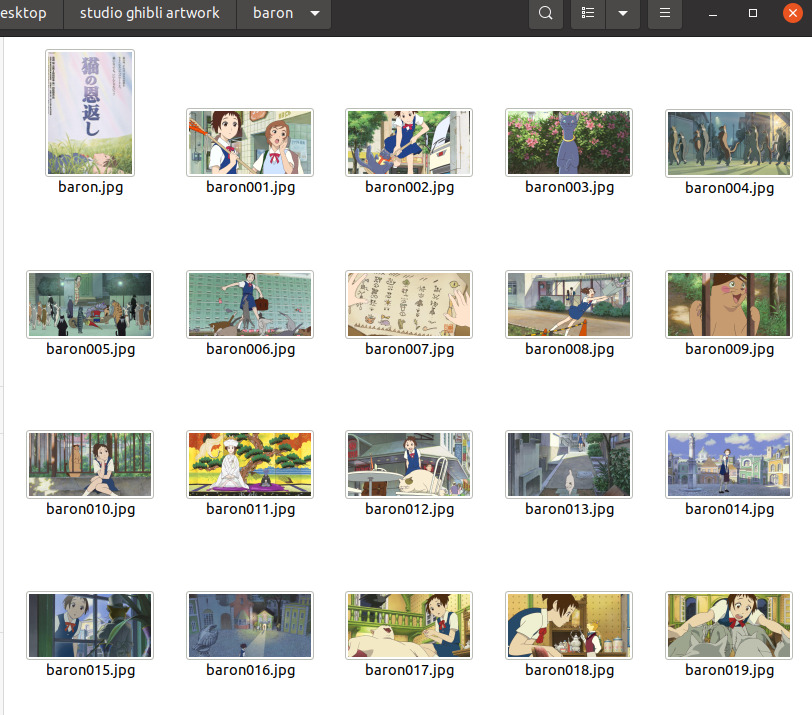 esktop
studio ghibli artwork
baron
猫の恩返し
baron.jpg
baron001.jpg
baron002.jpg
baron003.jpg
baron004.jpg
baron005.jpg
baron006.jpg
baron007.jpg
baron008.jpg
baron009.jpg
baron010.jpg
baron011.jpg
baron012.jpg
baron013.jpg
baron014.jpg
baron015.jpg
baron016.jpg
baron017.jpg
baron018.jpg
baron019.jpg